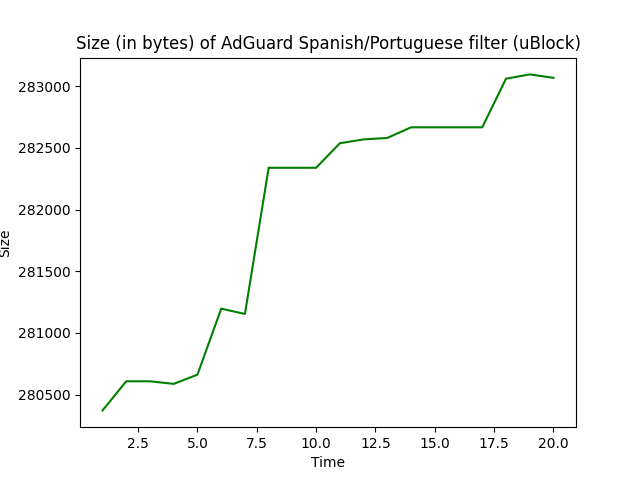 Size (in bytes) of AdGuard Spanish/Portuguese filter (uBlock)
283000
282500
282000
281500
281000
280500
Size
2.5 5.0 7.5 10.0 12.5 15.0 17.5 20.0
Time